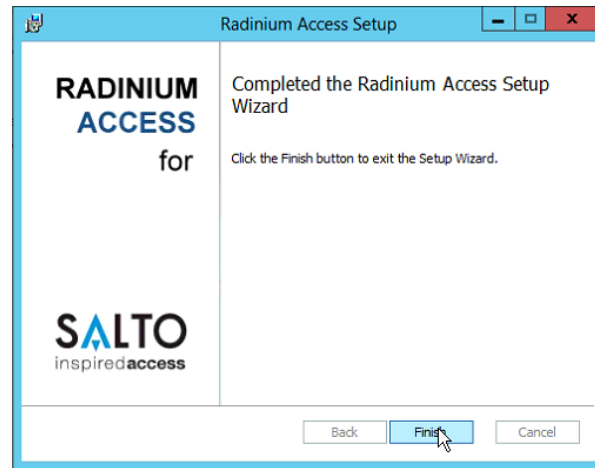 Radinium Access Setup
RADINIUM
ACCESS
for
Completed the Radinium Access Setup
Wizard
Click the Finish button to exit the Setup Wizard.
SALTO
inspiredaccess
Back
Finish
Cancel